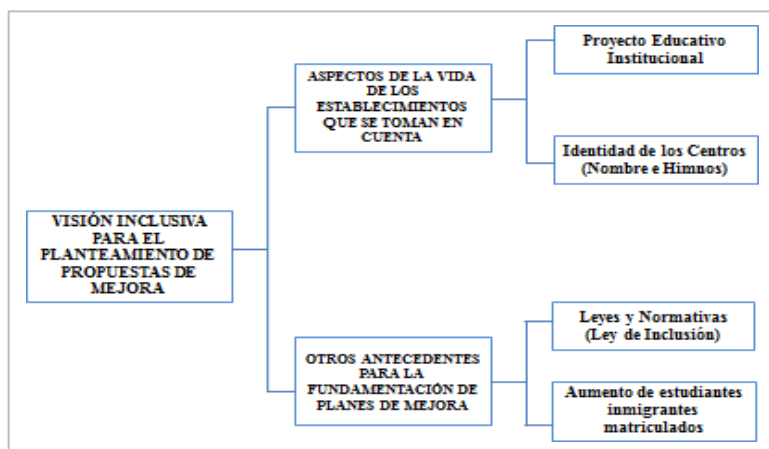 VISIÓN INCLUSIVA
PARA EL
PLANTEAMIENTO DE
PROPUESTAS DE
MEJORA
ASPECTOS DE LA VIDA
DE LOS
ESTABLECIMIENTOS
QUE SE TOMAN EN
CUENTA
Proyecto Educativo
Institucional
Identidad de los Centros
(Nombre e Himnos)
OTROS ANTECEDENTES
PARA LA
FUNDAMENTACIÓN DE
PLANES DE MEJORA
Leyes y Normativas
(Ley de Inclusión)
Aumento de estudiantes
inmigrantes
matriculados